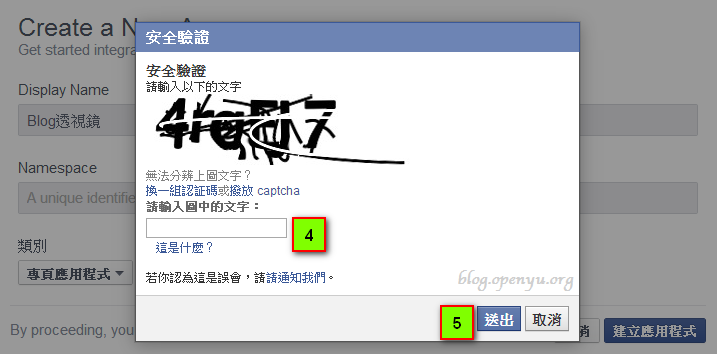 Create a New A
Get started integra
Display Name
Blog透視鏡
Namespace
A unique identifie
類別
專頁應用程式
By proceeding, you
安全驗證
安全驗證
請輸入以下的文字
無法分辨上圖文字？
換一組認証碼或撥放 captcha
請輸入圖中的文字：
4
這是什麼？
若你認為這是誤會，請請通知我們。
blog.openyu.org
5 送出 取消
消 建立應用程式